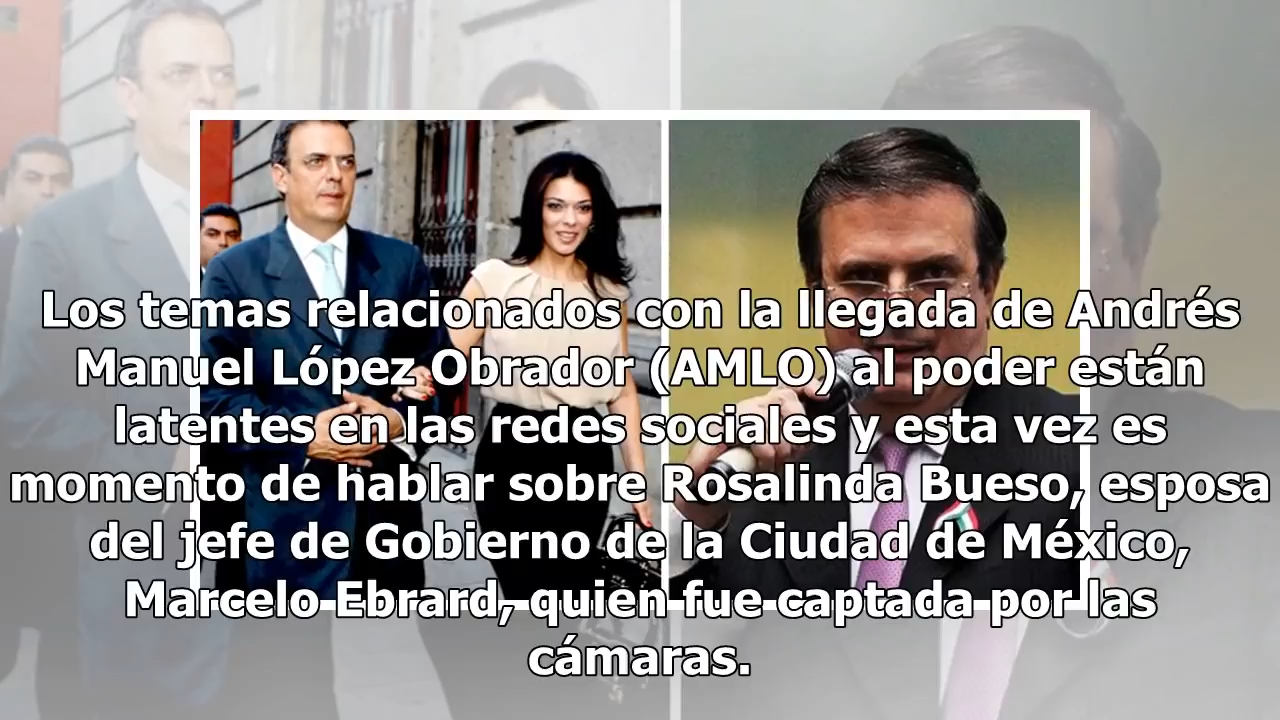 Los temas relacionados con la llegada de Andrés
Manuel López Obrador (AMLO) al poder están
latentes en las redes sociales y esta vez es
momento de hablar sobre Rosalinda Bueso, esposa
del jefe de Gobierno de la Ciudad de México,
Marcelo Ebrard, quien fue captada por las
cámaras.